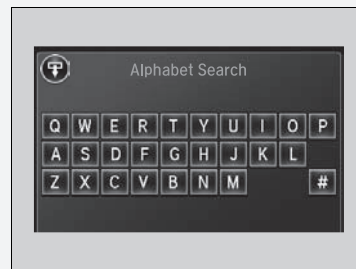 Alphabet Search
Q W E R T Y U I O P
A S D F G H J K L
Z X C V B N M #